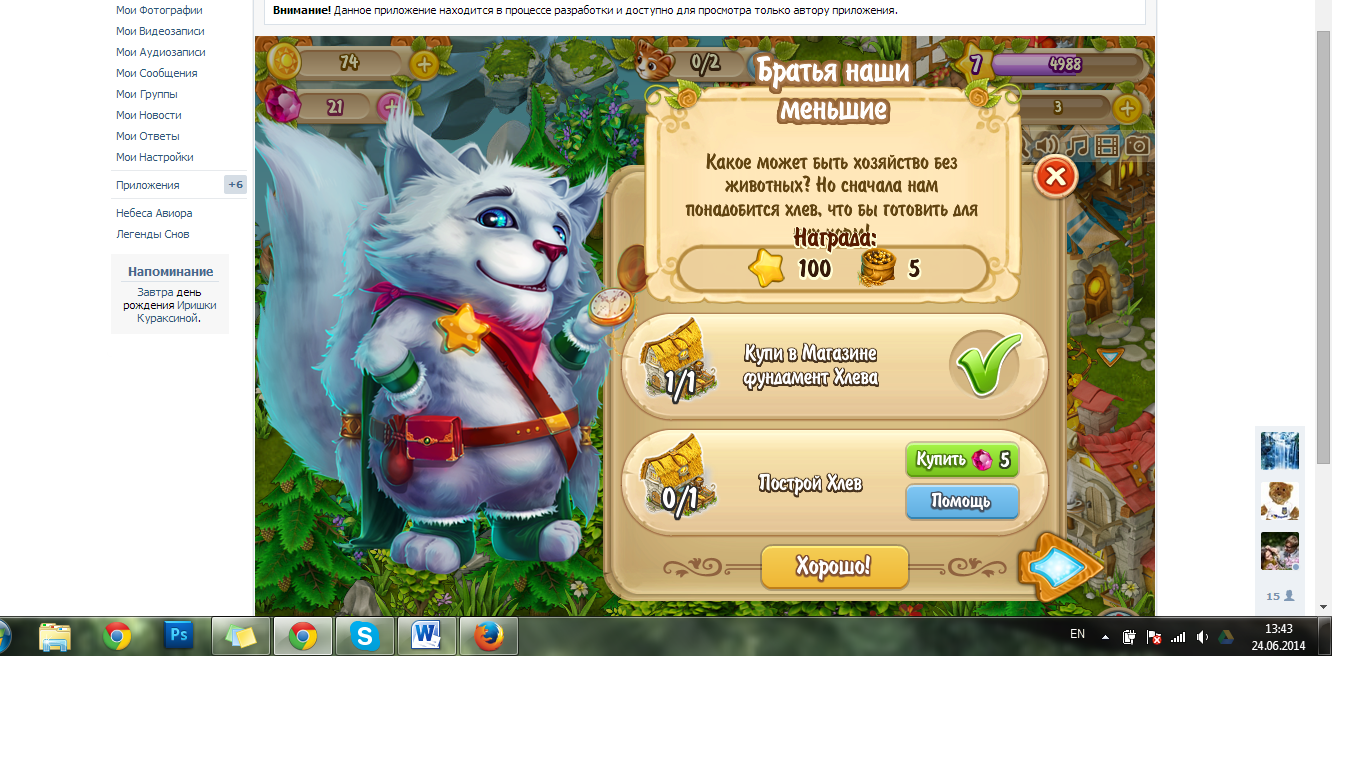 Мои Фотографии
Мои Видеозаписи
Мои Аудиозаписи
Мои Сообщения
Мои Группы
Мои Новости
Мои Ответы
Мои Настройки
Приложения +6
Небеса Авиора
Легенды Снов
Напоминание
Завтра день
рождения Иришки
Кураксиной.
Внимание! Данное приложение находится в процессе разработки и доступно для просмотра только автору приложения.
74
0/2
7 4988
21
3
Братья наши
меньшие
Какое может быть хозяйство без
животных? Но сначала нам
понадобится хлев, что бы готовить для
Награда:
100 5
1/1
Купи в Магазине
фундамент Хлева
0/1
Построй Хлев
Купить 5
Помощь
Хорошо!
15
Ps
S
W
EN
13:43
24.06.2014